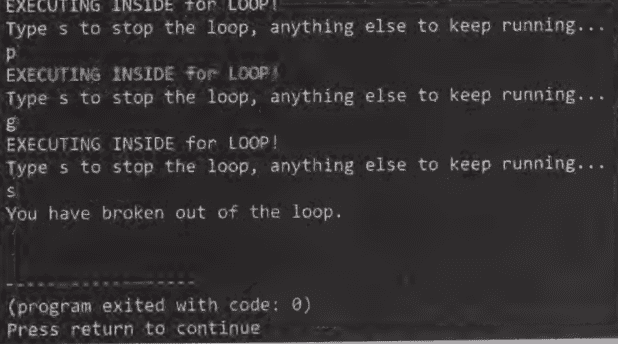 EXECUTING INSIDE for LOOP!
Type s to stop the loop, anything else to keep running...
p
EXECUTING INSIDE for LOOP!
Type s to stop the loop, anything else to keep running...
g
EXECUTING INSIDE for LOOP!
Type s to stop the loop, anything else to keep running...
s
You have broken out of the loop.
------------------
(program exited with code: 0)
Press return to continue